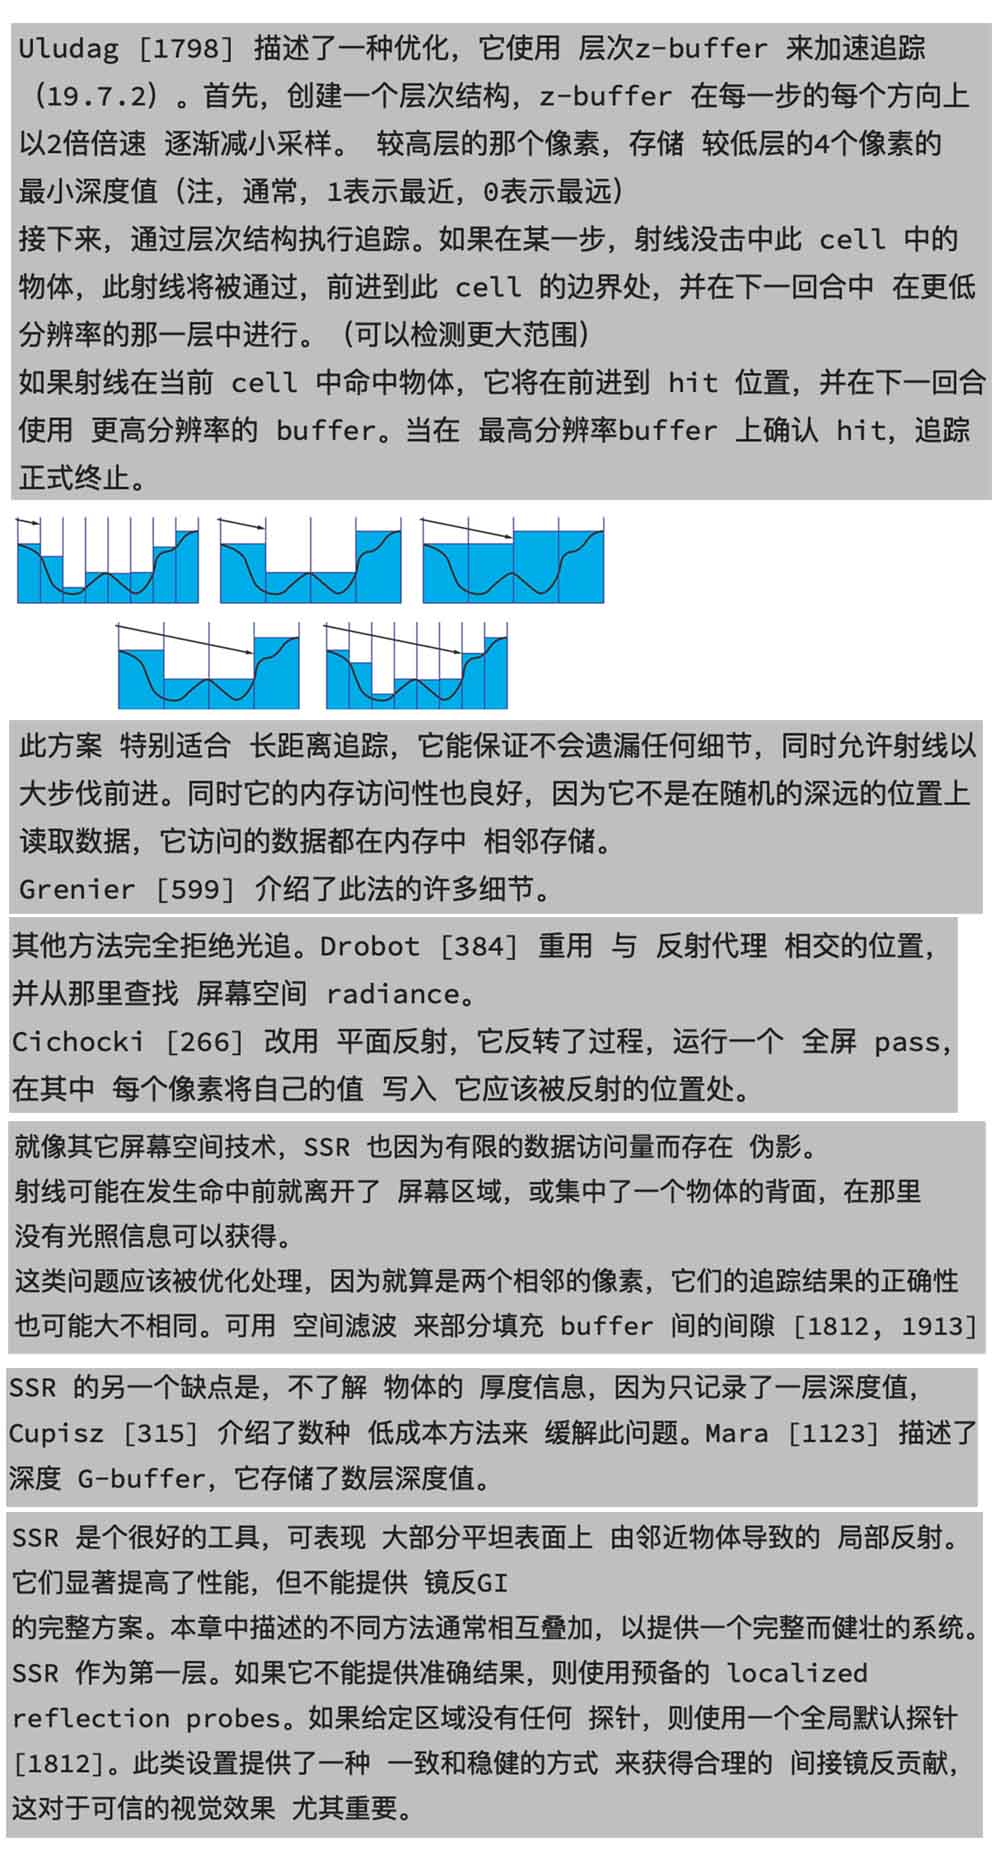 Uludag [1798] 描述了一种优化，它使用 层次z-buffer 来加速追踪
（19.7.2）。首先，创建一个层次结构，z-buffer 在每一步的每个方向上
以2倍倍速 逐渐减小采样。 较高层的那个像素，存储 较低层的4个像素的
最小深度值（注，通常，1表示最近，0表示最远）
接下来，通过层次结构执行追踪。如果在某一步，射线没击中此 cell 中的
物体，此射线将被通过，前进到此 cell 的边界处，并在下一回合中 在更低
分辨率的那一层中进行。（可以检测更大范围）
如果射线在当前 cell 中命中物体，它将在前进到 hit 位置，并在下一回合
使用 更高分辨率的 buffer。当在 最高分辨率buffer 上确认 hit，追踪
正式终止。
此方案 特别适合 长距离追踪，它能保证不会遗漏任何细节，同时允许射线以
大步伐前进。同时它的内存访问性也良好，因为它不是在随机的深远的位置上
读取数据，它访问的数据都在内存中 相邻存储。
Grenier [599] 介绍了此法的许多细节。
其他方法完全拒绝光追。Drobot [384] 重用 与 反射代理 相交的位置，
并从那里查找 屏幕空间 radiance。
Cichocki [266] 改用 平面反射，它反转了过程，运行一个 全屏 pass，
在其中 每个像素将自己的值 写入 它应该被反射的位置处。
就像其它屏幕空间技术，SSR 也因为有限的数据访问量而存在 伪影。
射线可能在发生命中前就离开了 屏幕区域，或集中了一个物体的背面，在那里
没有光照信息可以获得。
这类问题应该被优化处理，因为就算是两个相邻的像素，它们的追踪结果的正确性
也可能大不相同。可用 空间滤波 来部分填充 buffer 间的间隙 [1812, 1913]
SSR 的另一个缺点是，不了解 物体的 厚度信息，因为只记录了一层深度值，
Cupisz [315] 介绍了数种 低成本方法来 缓解此问题。Mara [1123] 描述了
深度 G-buffer，它存储了数层深度值。
SSR 是个很好的工具，可表现 大部分平坦表面上 由邻近物体导致的 局部反射。
它们显著提高了性能，但不能提供 镜反GI
的完整方案。本章中描述的不同方法通常相互叠加，以提供一个完整而健壮的系统。
SSR 作为第一层。如果它不能提供准确结果，则使用预备的 localized
reflection probes。如果给定区域没有任何 探针，则使用一个全局默认探针
[1812]。此类设置提供了一种 一致和稳健的方式 来获得合理的 间接镜反贡献，
这对于可信的视觉效果 尤其重要。